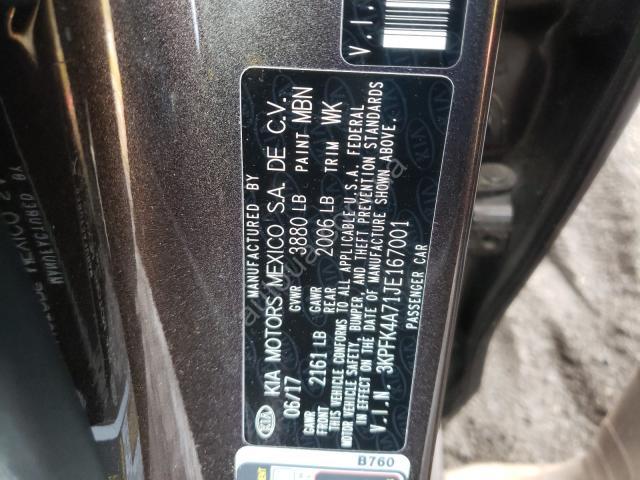 MANUFACTURED BY
KIA KIA MOTORS MEXICO S.A. DE C.V.
06/17 GVWR 3880 LB PAINT MBN
GAWR FRONT 2161 LB GAWR REAR 2006 LB TRIM WK
THIS VEHICLE CONFORMS TO ALL APPLICABLE U.S.A. FEDERAL
MOTOR VEHICLE SAFETY, BUMPER, AND THEFT PREVENTION STANDARDS
IN EFFECT ON THE DATE OF MANUFACTURE SHOWN ABOVE.
V.I.N. 3KPFK4A71JE167001
PASSENGER CAR
V.I.
B760